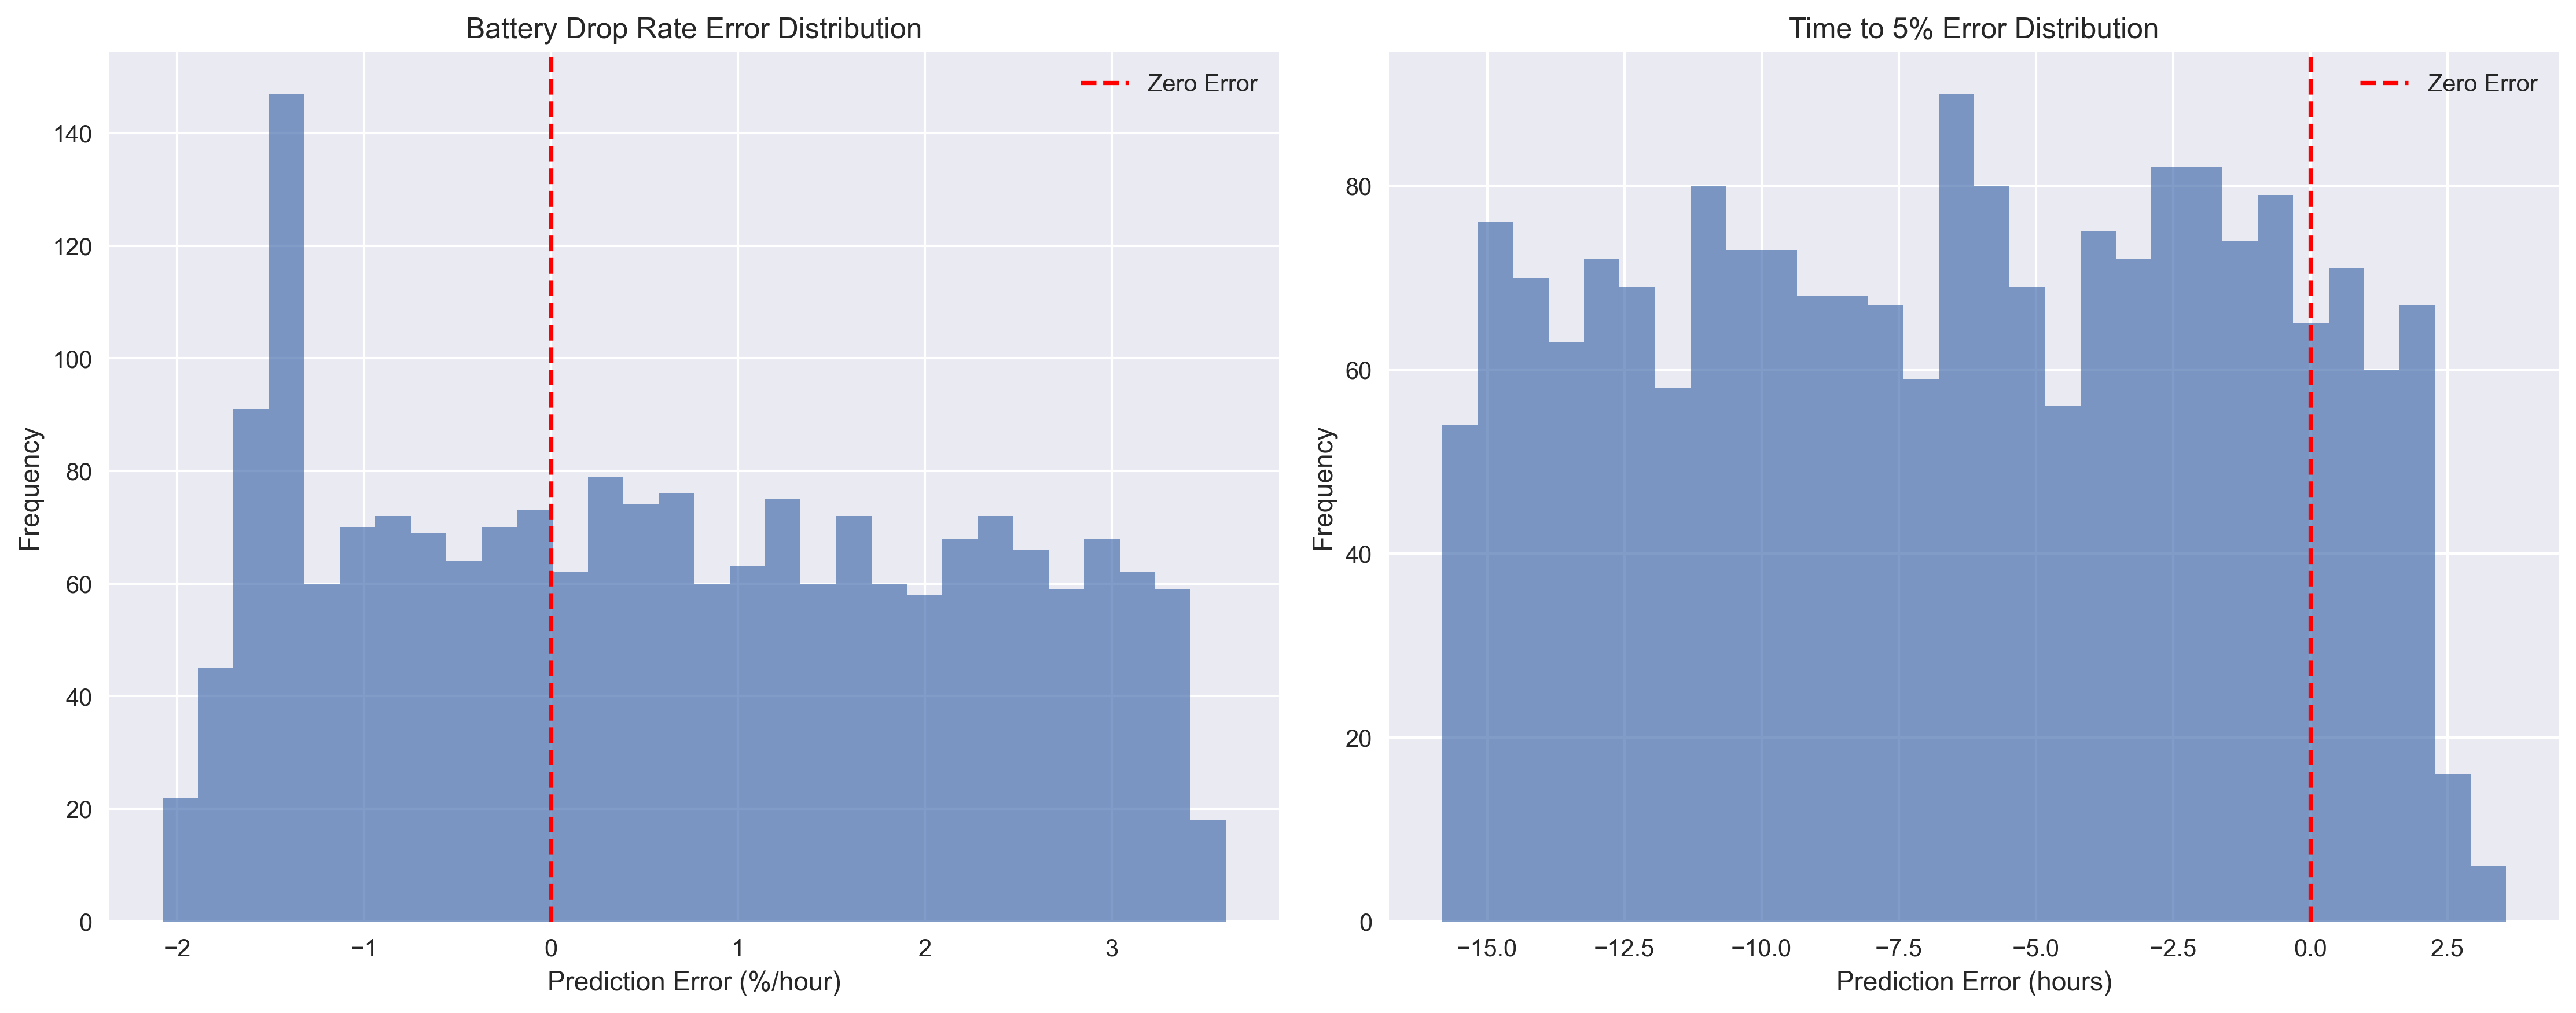 Battery Drop Rate Error Distribution
Zero Error
140
120
100
80
60
40
20
0
Frequency
−2 −1 0 1 2 3
Prediction Error (%/hour)
Time to 5% Error Distribution
Zero Error
80
60
40
20
0
Frequency
−15.0 −12.5 −10.0 −7.5 −5.0 −2.5 0.0 2.5
Prediction Error (hours)